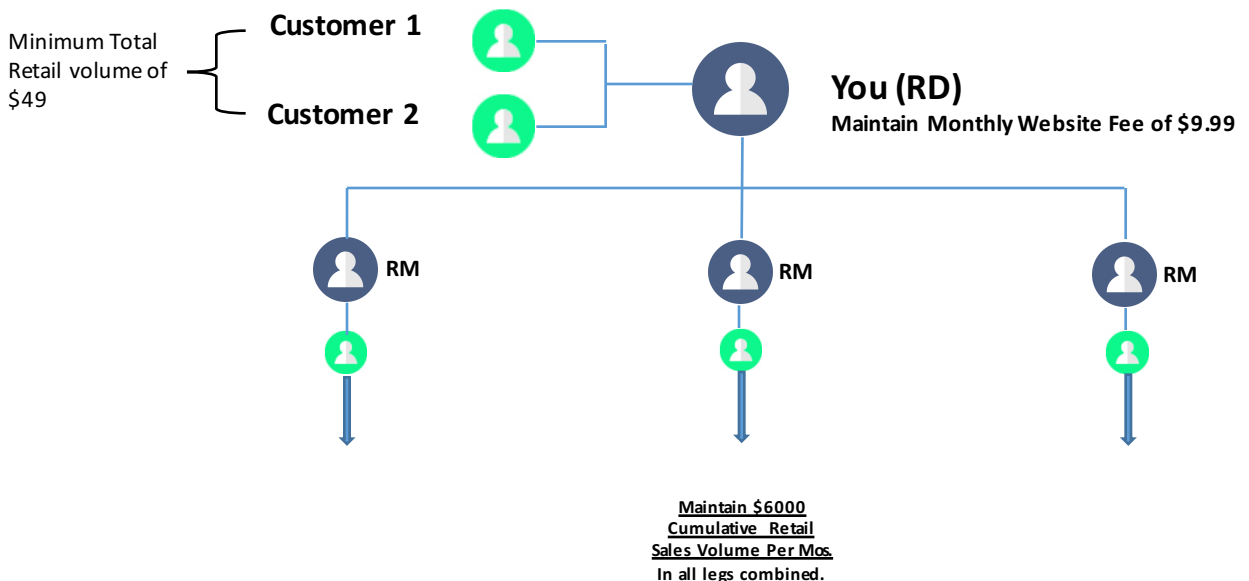 Minimum Total
Retail volume of
$49
Customer 1
Customer 2
You (RD)
Maintain Monthly Website Fee of $9.99
RM
RM
RM
Maintain $6000
Cumulative Retail
Sales Volume Per Mos.
In all legs combined.